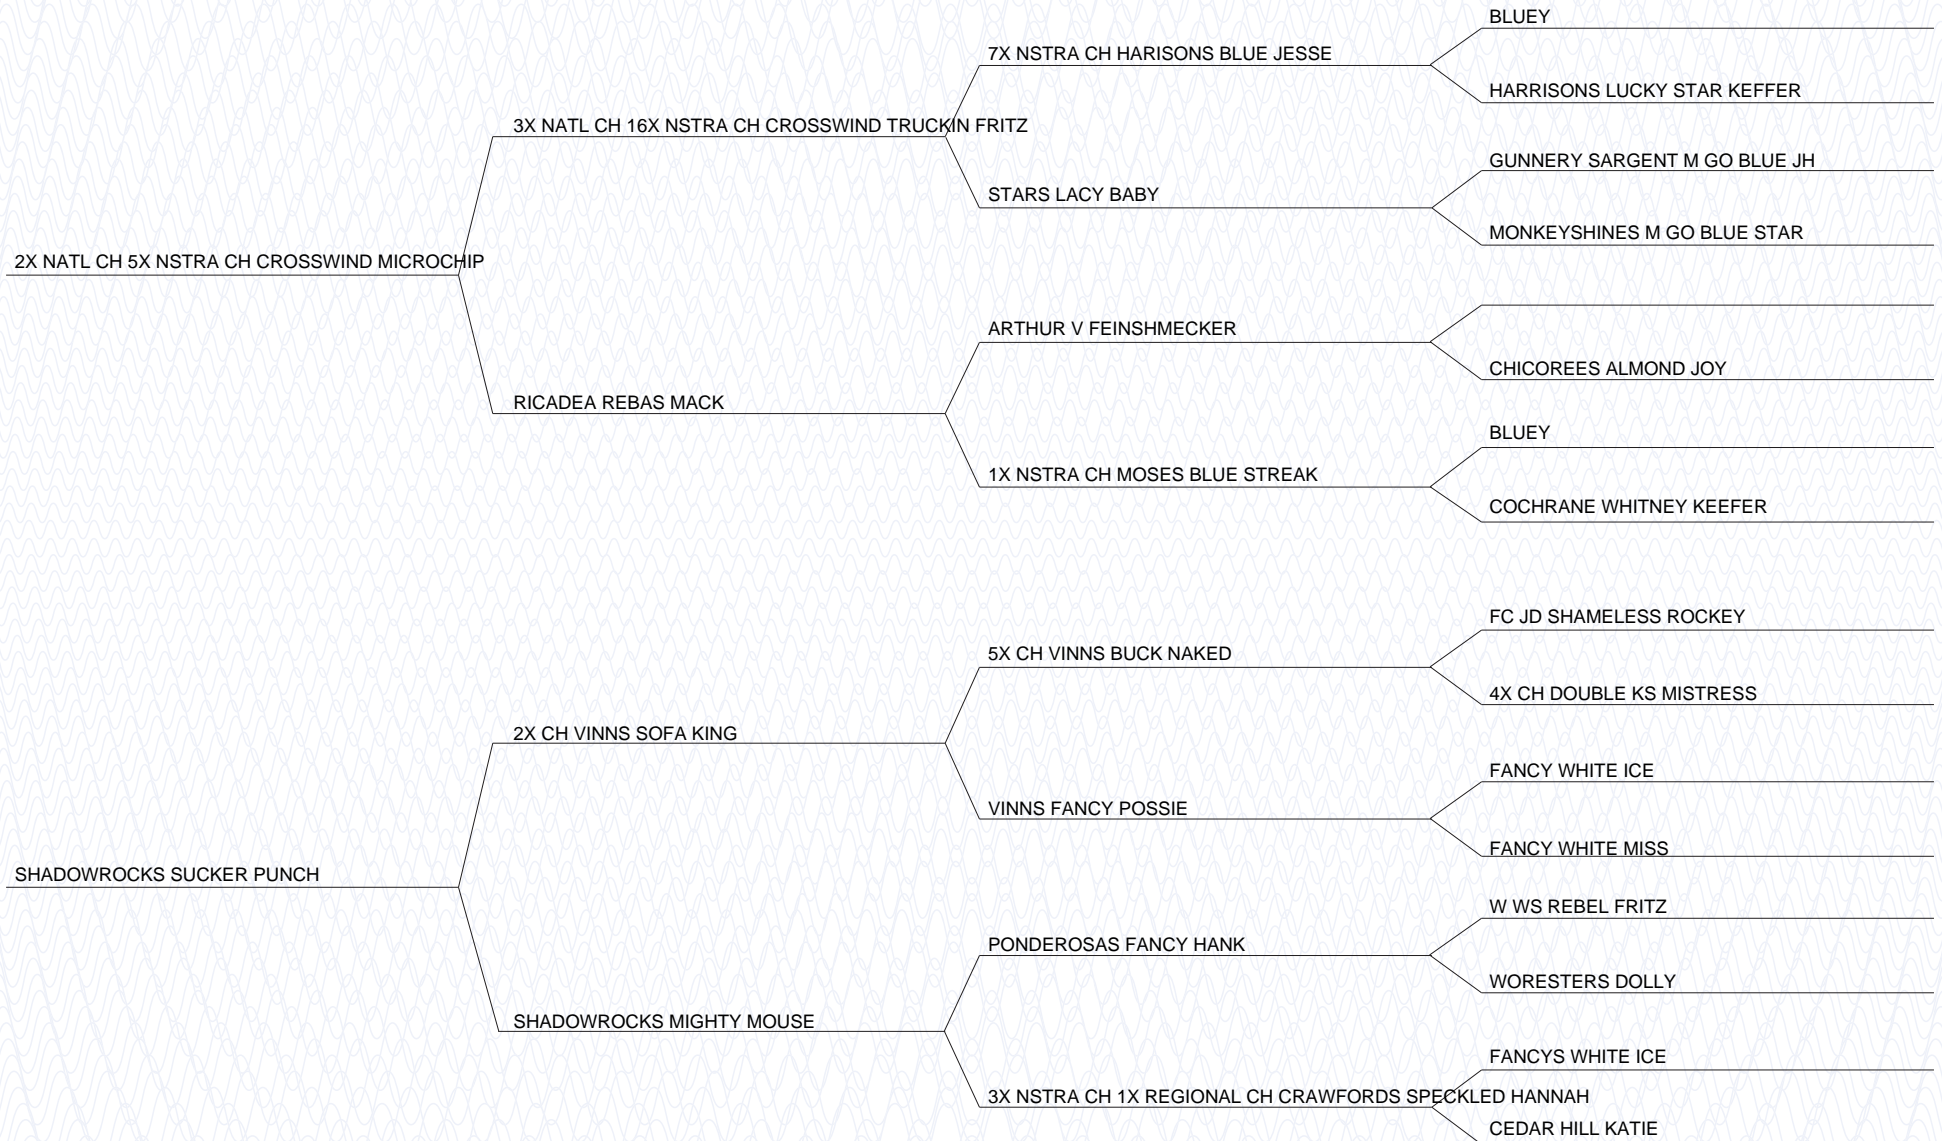 BLUEY
7X NSTRA CH HARISONS BLUE JESSE
HARRISONS LUCKY STAR KEFFER
3X NATL CH 16X NSTRA CH CROSSWIND TRUCKIN FRITZ
GUNNERY SARGENT M GO BLUE JH
STARS LACY BABY
MONKEYSHINES M GO BLUE STAR
2X NATL CH 5X NSTRA CH CROSSWIND MICROCHIP
ARTHUR V FEINSHMECKER
CHICOREES ALMOND JOY
RICADEA REBAS MACK
BLUEY
1X NSTRA CH MOSES BLUE STREAK
COCHRANE WHITNEY KEEFER
FC JD SHAMELESS ROCKEY
5X CH VINNS BUCK NAKED
4X CH DOUBLE KS MISTRESS
2X CH VINNS SOFA KING
FANCY WHITE ICE
VINNS FANCY POSSIE
FANCY WHITE MISS
SHADOWROCKS SUCKER PUNCH
W WS REBEL FRITZ
PONDEROSAS FANCY HANK
WORESTERS DOLLY
SHADOWROCKS MIGHTY MOUSE
FANCYS WHITE ICE
3X NSTRA CH 1X REGIONAL CH CRAWFORDS SPECKLED HANNAH
CEDAR HILL KATIE